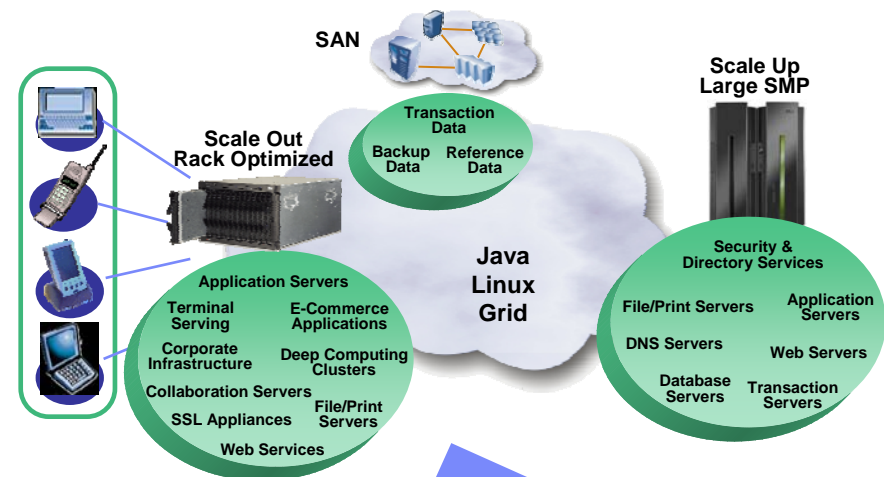 SAN
Transaction
Data
Backup
Data
Reference
Data
Scale Out
Rack Optimized
Scale Up
Large SMP
Java
Linux
Grid
Application Servers
Terminal
Serving
E-Commerce
Applications
Corporate
Infrastructure
Deep Computing
Clusters
Collaboration Servers
SSL Appliances
File/Print
Servers
Web Services
Security &
Directory Services
File/Print Servers
Application
Servers
DNS Servers
Web Servers
Database
Servers
Transaction
Servers